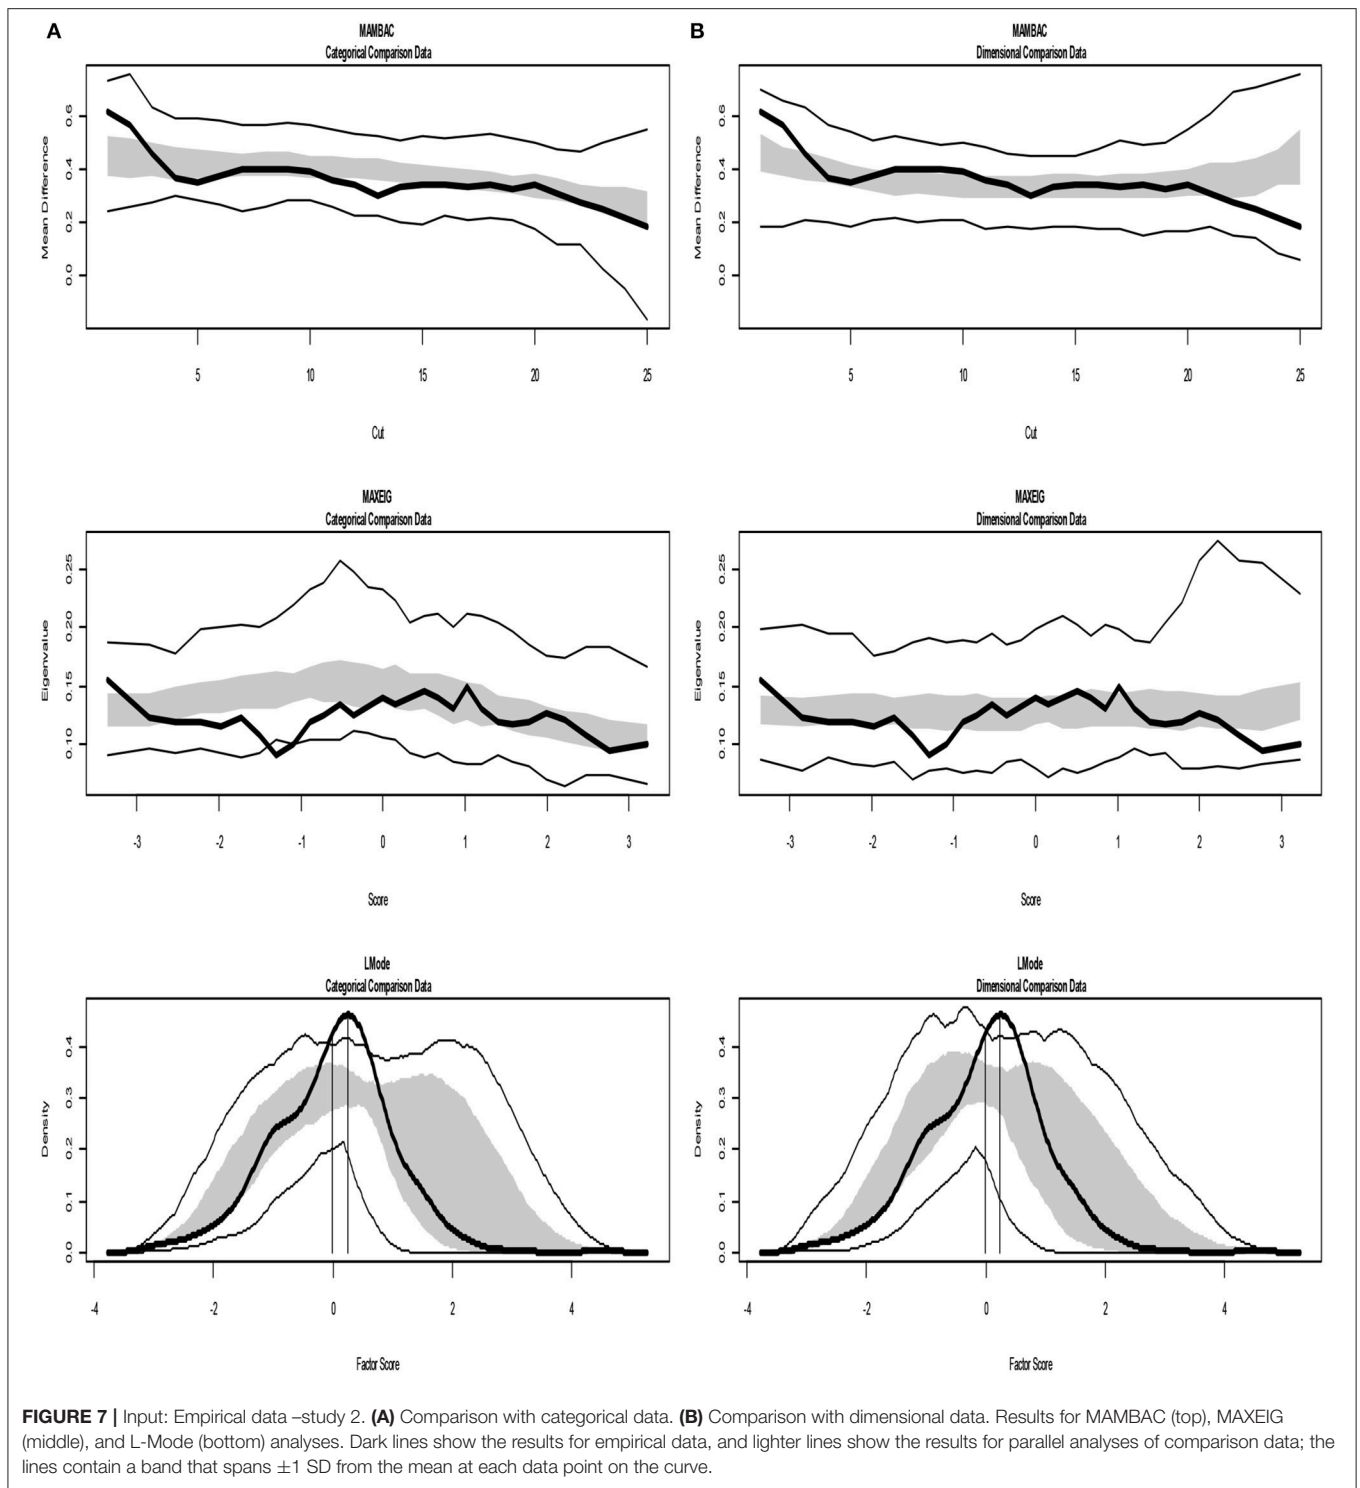 A
MAMBAC
Categorical Comparison Data
Mean Difference
0.6
0.4
0.2
0.0
5
10
15
20
25
Cut
B
MAMBAC
Dimensional Comparison Data
Mean Difference
0.6
0.4
0.2
0.0
5
10
15
20
25
Cut
MAXEIG
Categorical Comparison Data
Eigenvalue
0.25
0.20
0.15
0.10
-3
-2
-1
0
1
2
3
Score
MAXEIG
Dimensional Comparison Data
Eigenvalue
0.25
0.20
0.15
0.10
-3
-2
-1
0
1
2
3
Score
LMode
Categorical Comparison Data
Density
0.4
0.3
0.2
0.1
0.0
-4
-2
0
2
4
Factor Score
LMode
Dimensional Comparison Data
Density
0.4
0.3
0.2
0.1
0.0
-4
-2
0
2
4
Factor Score
FIGURE 7 | Input: Empirical data –study 2. (A) Comparison with categorical data. (B) Comparison with dimensional data. Results for MAMBAC (top), MAXEIG
(middle), and L-Mode (bottom) analyses. Dark lines show the results for empirical data, and lighter lines show the results for parallel analyses of comparison data; the
lines contain a band that spans ±1 SD from the mean at each data point on the curve.